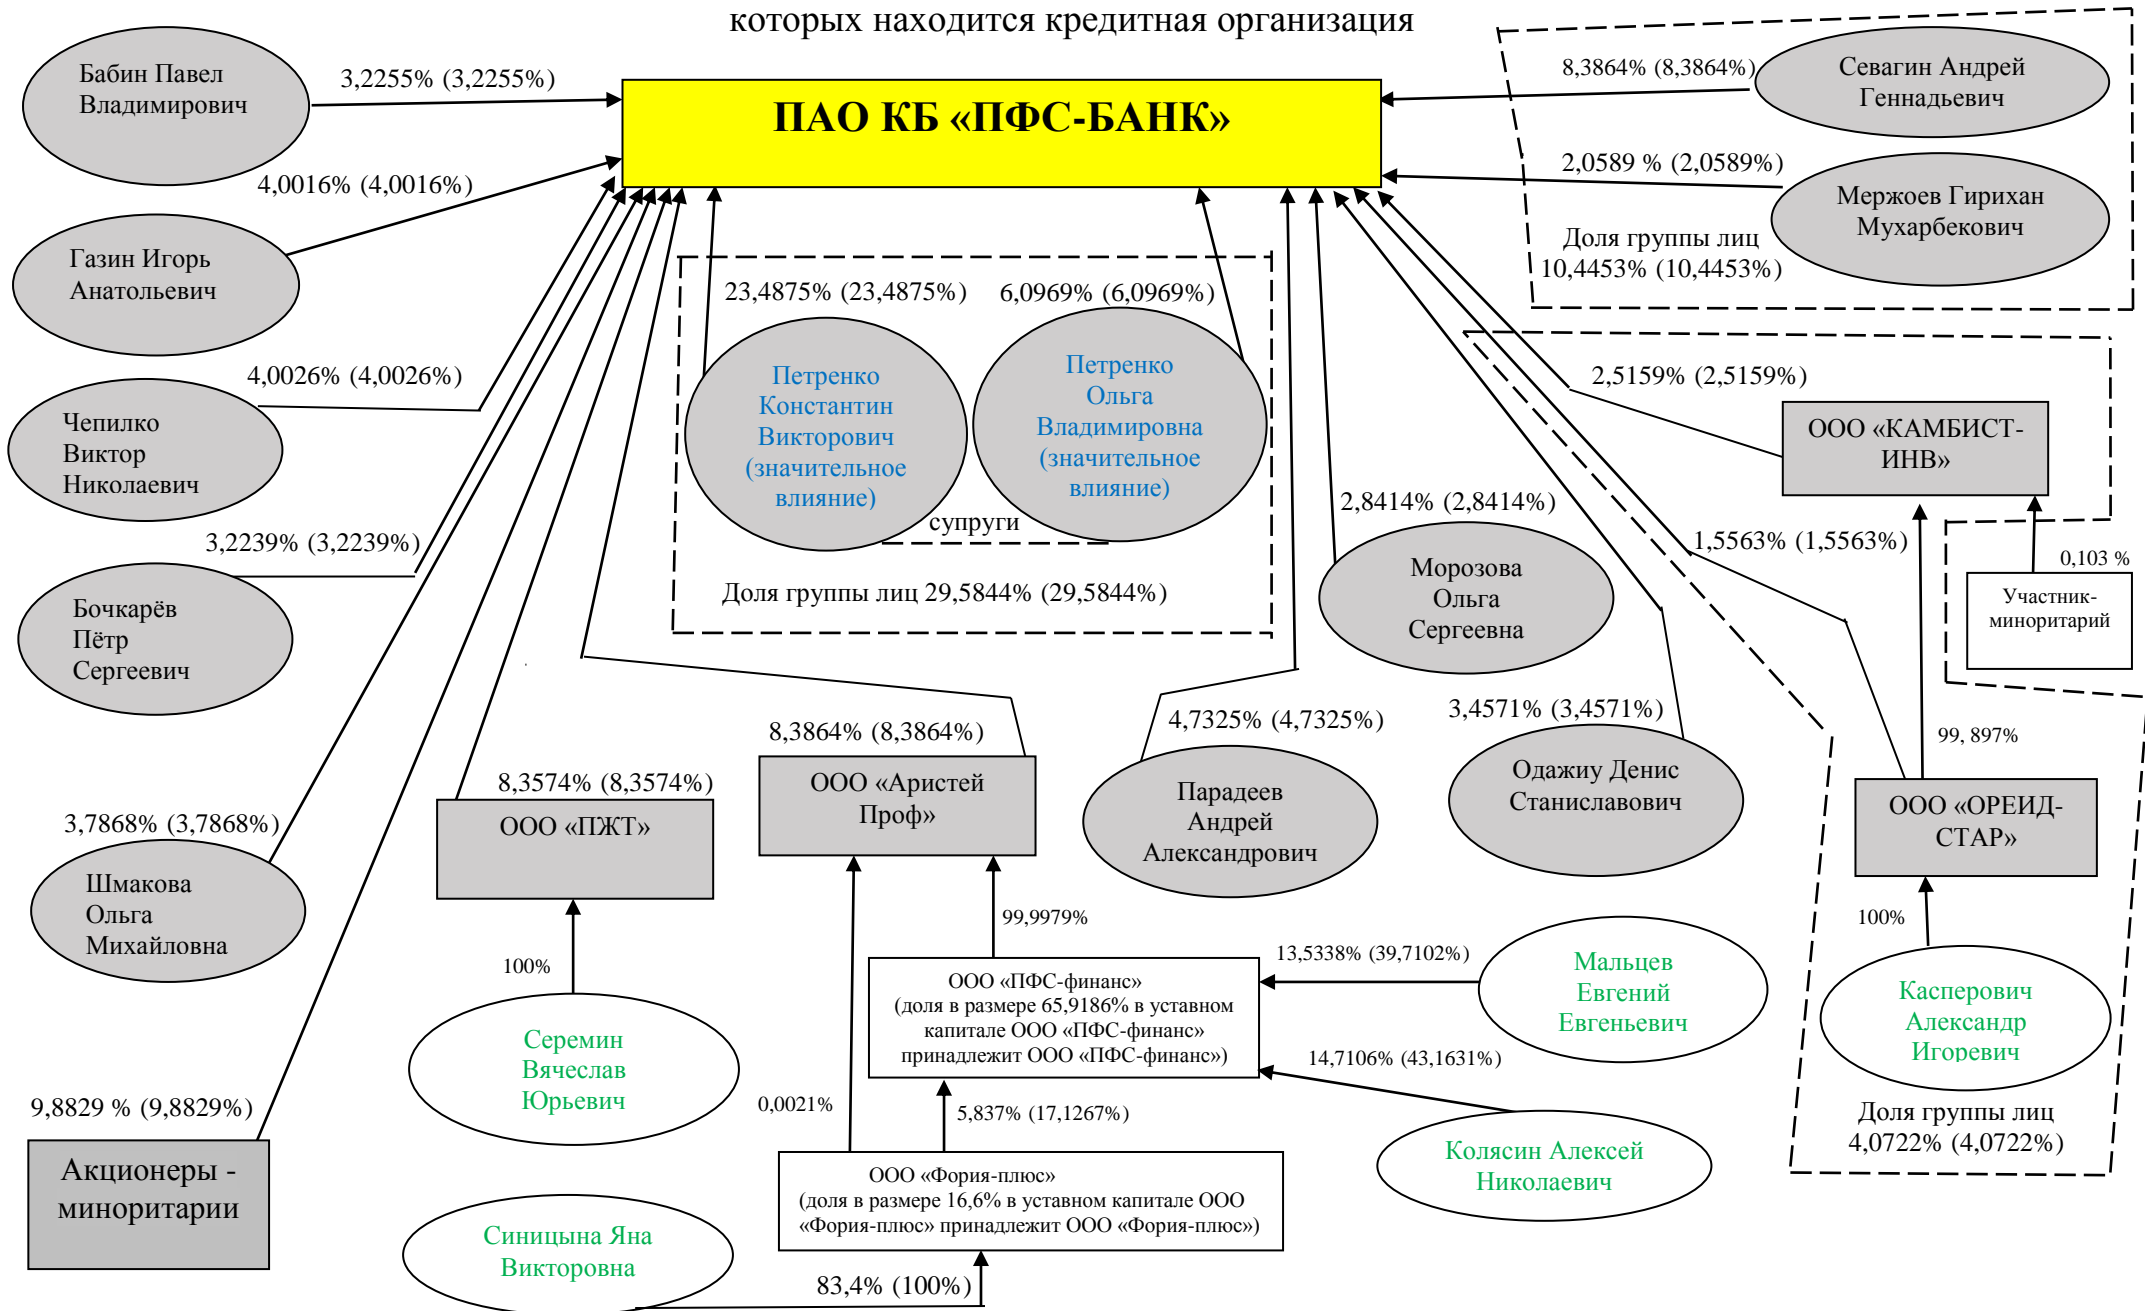 которых находится кредитная организация
Бабин Павел
Владимирович
3,2255% (3,2255%)
ПАО КБ «ПФС-БАНК»
8,3864% (8,3864%)
Севагин Андрей
Геннадьевич
4,0016% (4,0016%)
2,0589 % (2,0589%)
Мержоев Гирихан
Мухарбекович
Доля группы лиц
10,4453% (10,4453%)
Газин Игорь
Анатольевич
23,4875% (23,4875%)
6,0969% (6,0969%)
Петренко
Константин
Викторович
(значительное
влияние)
Петренко
Ольга
Владимировна
(значительное
влияние)
супруги
Доля группы лиц 29,5844% (29,5844%)
4,0026% (4,0026%)
Чепилко
Виктор
Николаевич
2,5159% (2,5159%)
ООО «КАМБИСТ-
ИНВ»
2,8414% (2,8414%)
Морозова
Ольга
Сергеевна
1,5563% (1,5563%)
0,103 %
Участник-
миноритарий
3,2239% (3,2239%)
Бочкарёв
Пётр
Сергеевич
8,3864% (8,3864%)
ООО «Аристей
Проф»
4,7325% (4,7325%)
Парадеев
Андрей
Александрович
3,4571% (3,4571%)
Одажиу Денис
Станиславович
99, 897%
ООО «ОРЕИД-
СТАР»
8,3574% (8,3574%)
ООО «ПЖТ»
3,7868% (3,7868%)
Шмакова
Ольга
Михайловна
100%
99,9979%
13,5338% (39,7102%)
100%
ООО «ПФС-финанс»
(доля в размере 65,9186% в уставном
капитале ООО «ПФС-финанс»
принадлежит ООО «ПФС-финанс»)
Мальцев
Евгений
Евгеньевич
Касперович
Александр
Игоревич
Серемин
Вячеслав
Юрьевич
14,7106% (43,1631%)
9,8829 % (9,8829%)
0,0021%
5,837% (17,1267%)
Доля группы лиц
4,0722% (4,0722%)
Акционеры -
миноритарии
ООО «Фория-плюс»
(доля в размере 16,6% в уставном капитале ООО
«Фория-плюс» принадлежит ООО «Фория-плюс»)
Колясин Алексей
Николаевич
Синицына Яна
Викторовна
83,4% (100%)